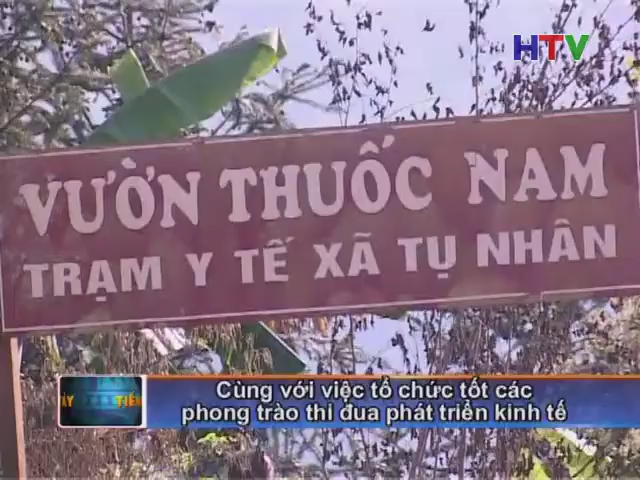 HTV
VƯỜN THUỐC NAM
TRẠM Y TẾ XÃ TỤ NHÂN
Cùng với việc tổ chức tốt các
phong trào thi đua phát triển kinh tế
TIẾN